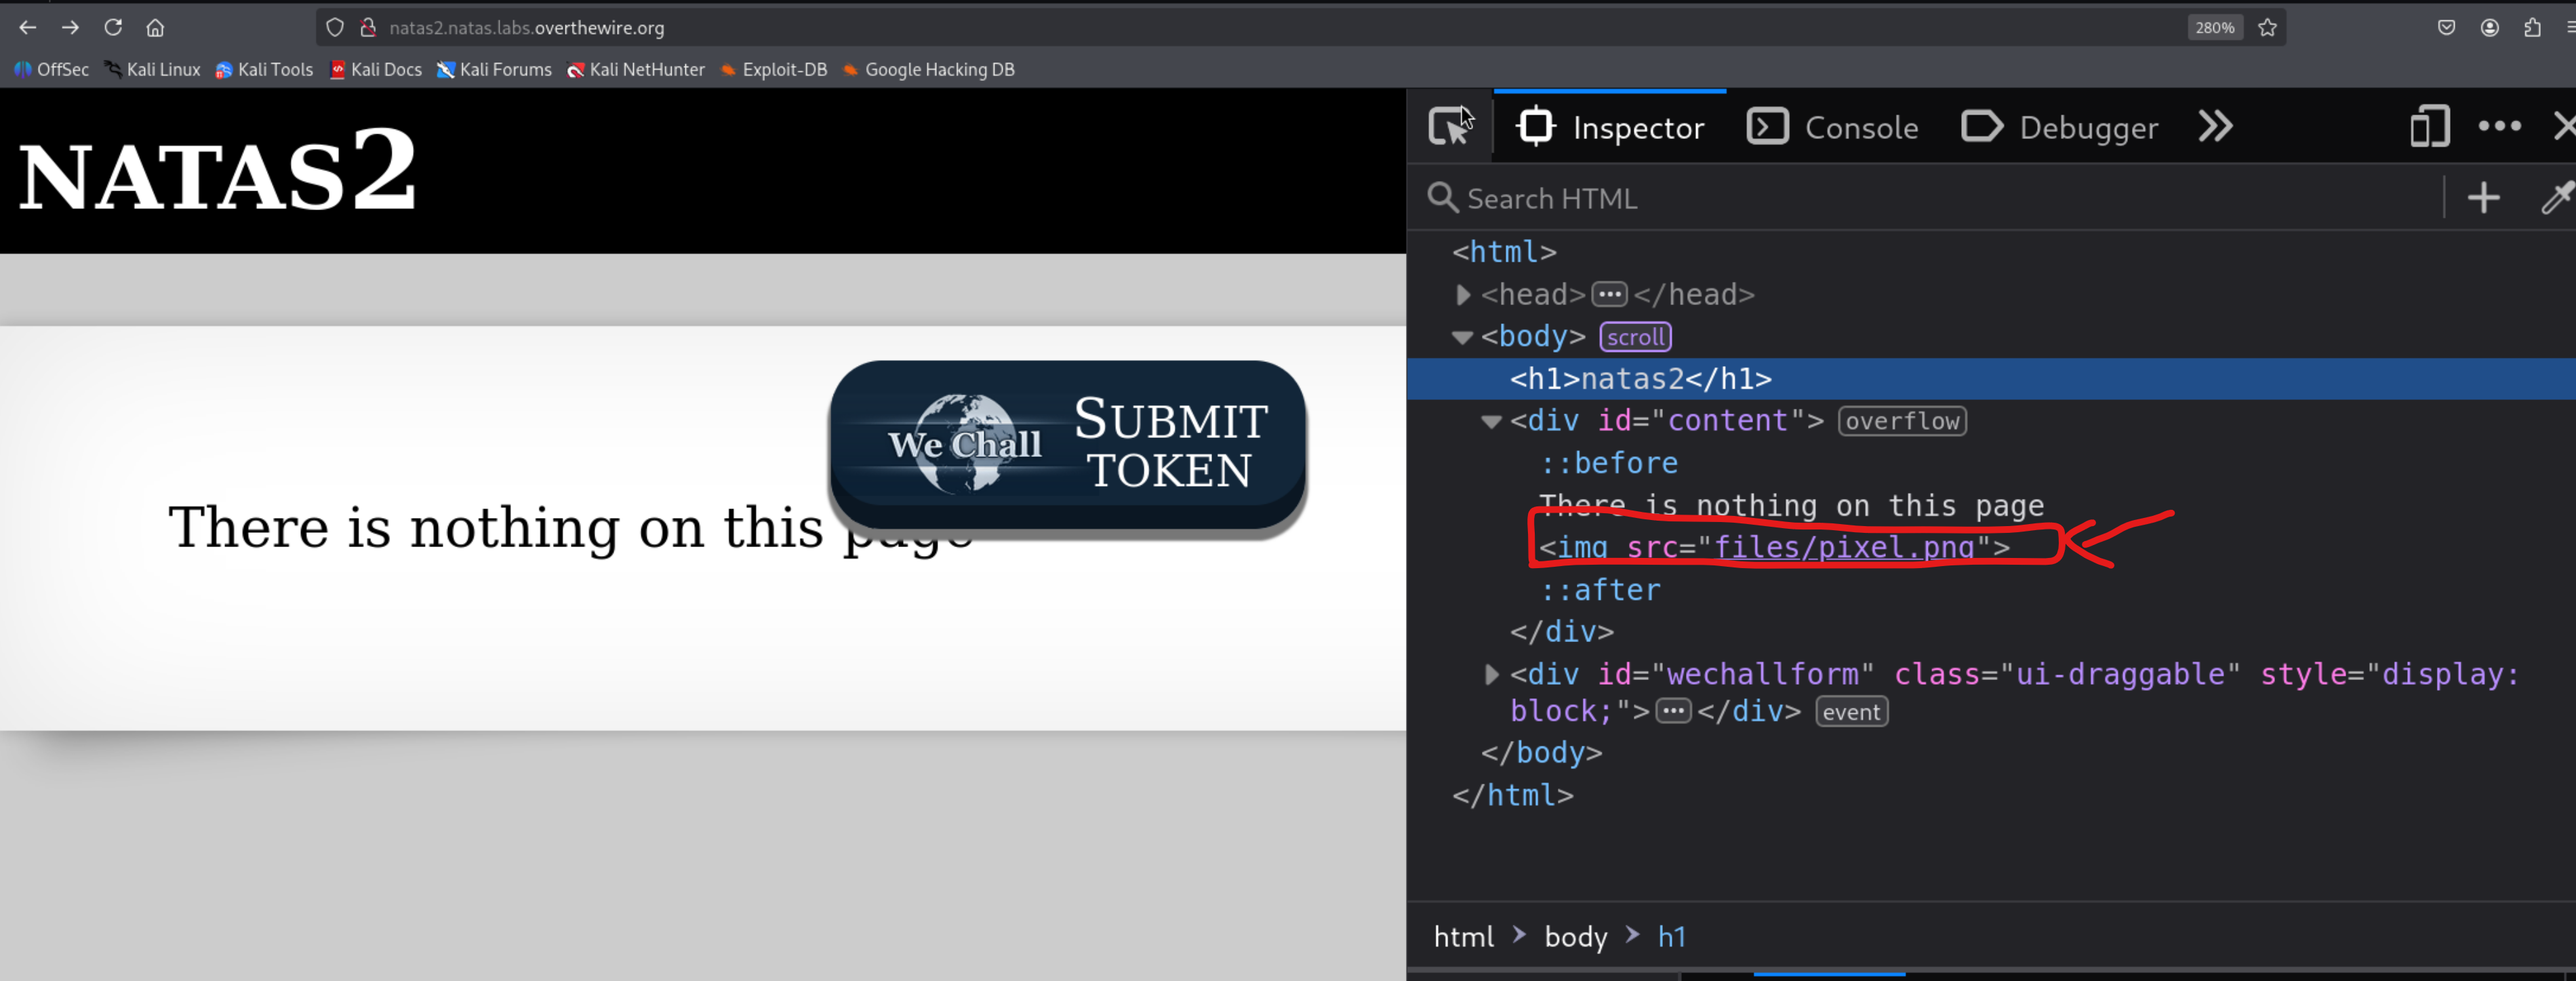 natas2.natas.labs.overthewire.org
280%
OffSec Kali Linux Kali Tools Kali Docs Kali Forums Kali NetHunter Exploit-DB Google Hacking DB
NATAS2
We Chall
SUBMIT
TOKEN
There is nothing on this page
Inspector Console Debugger
Search HTML
<html>
<head> </head>
<body> scroll
<h1>natas2</h1>
<div id="content"> overflow
::before
There is nothing on this page
<img src="files/pixel.png">
::after
</div>
<div id="wechallform" class="ui-draggable" style="display:
block;"> </div> event
</body>
</html>
html > body > h1